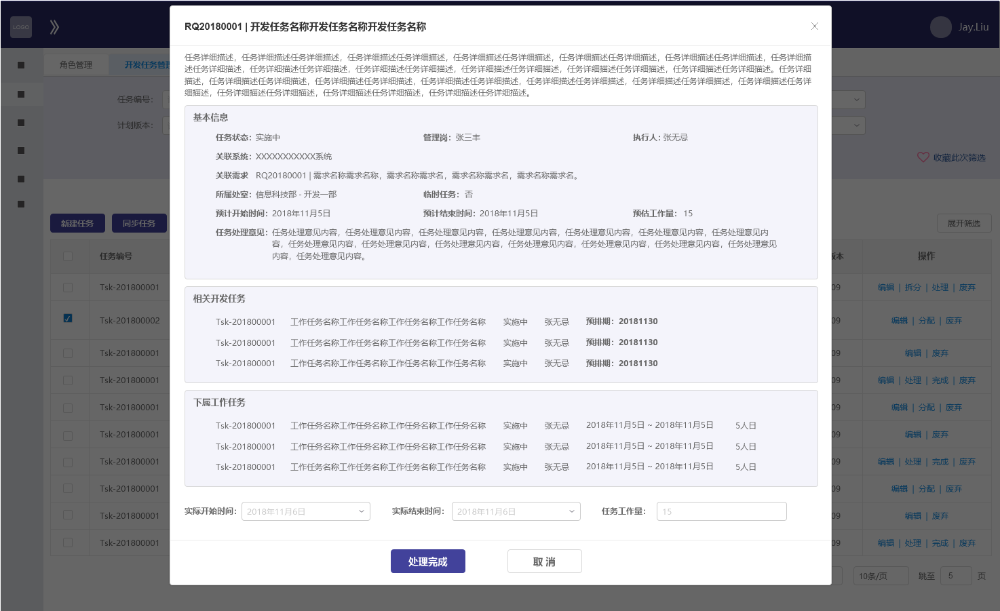 LOGO
Jay.Liu
角色管理
开发任务管理
任务编号：
计划版本：
收藏此次筛选
新建任务
同步任务
展开筛选
任务编号
版本
操作
Tsk-201800001
09
编辑 | 拆分 | 处理 | 废弃
Tsk-201800002
09
编辑 | 分配 | 废弃
Tsk-201800001
09
编辑 | 废弃
Tsk-201800001
09
编辑 | 处理 | 完成 | 废弃
Tsk-201800001
09
编辑 | 分配 | 废弃
Tsk-201800001
09
编辑 | 废弃
Tsk-201800001
09
编辑 | 处理 | 完成 | 废弃
Tsk-201800001
09
编辑 | 分配 | 废弃
Tsk-201800001
09
编辑 | 废弃
Tsk-201800001
09
编辑 | 处理 | 完成 | 废弃
10条/页
跳至 5 页
RQ20180001 | 开发任务名称开发任务名称开发任务名称
任务详细描述，任务详细描述任务详细描述，任务详细描述任务详细描述，任务详细描述任务详细描述，任务详细描述任务详细描述，任务详细描述任务详细描述，任务详细描
述任务详细描述，任务详细描述任务详细描述，任务详细描述任务详细描述，任务详细描述任务详细描述，任务详细描述任务详细描述，任务详细描述任务详细描述。任务详细
描述，任务详细描述任务详细描述，任务详细描述任务详细描述，任务详细描述任务详细描述，任务详细描述任务详细描述，任务详细描述任务详细描述，任务详细描述任务详
细描述，任务详细描述任务详细描述，任务详细描述任务详细描述，任务详细描述任务详细描述。
基本信息
任务状态：实施中
管理岗：张三丰
执行人：张无忌
关联系统：XXXXXXXXXXX系统
关联需求 RQ20180001 | 需求名称需求名称，需求名称需求名，需求名称需求名，需求名称需求名。
所属处室：信息科技部 - 开发一部
临时任务：否
预计开始时间：2018年11月5日
预计结束时间：2018年11月5日
预估工作量：15
任务处理意见：任务处理意见内容，任务处理意见内容，任务处理意见内容，任务处理意见内容，任务处理意见内容，任务处理意见内容，任务处理意见内
容，任务处理意见内容，任务处理意见内容，任务处理意见内容，任务处理意见内容，任务处理意见内容，任务处理意见内容，任务处理意见
内容，任务处理意见内容。
相关开发任务
Tsk-201800001 工作任务名称工作任务名称工作任务名称工作任务名称 实施中 张无忌 预排期：20181130
Tsk-201800001 工作任务名称工作任务名称工作任务名称工作任务名称 实施中 张无忌 预排期：20181130
Tsk-201800001 工作任务名称工作任务名称工作任务名称工作任务名称 实施中 张无忌 预排期：20181130
下属工作任务
Tsk-201800001 工作任务名称工作任务名称工作任务名称工作任务名称 实施中 张无忌 2018年11月5日 ~ 2018年11月5日 5人日
Tsk-201800001 工作任务名称工作任务名称工作任务名称工作任务名称 实施中 张无忌 2018年11月5日 ~ 2018年11月5日 5人日
Tsk-201800001 工作任务名称工作任务名称工作任务名称工作任务名称 实施中 张无忌 2018年11月5日 ~ 2018年11月5日 5人日
实际开始时间：2018年11月6日
实际结束时间：2018年11月6日
任务工作量：15
处理完成
取 消